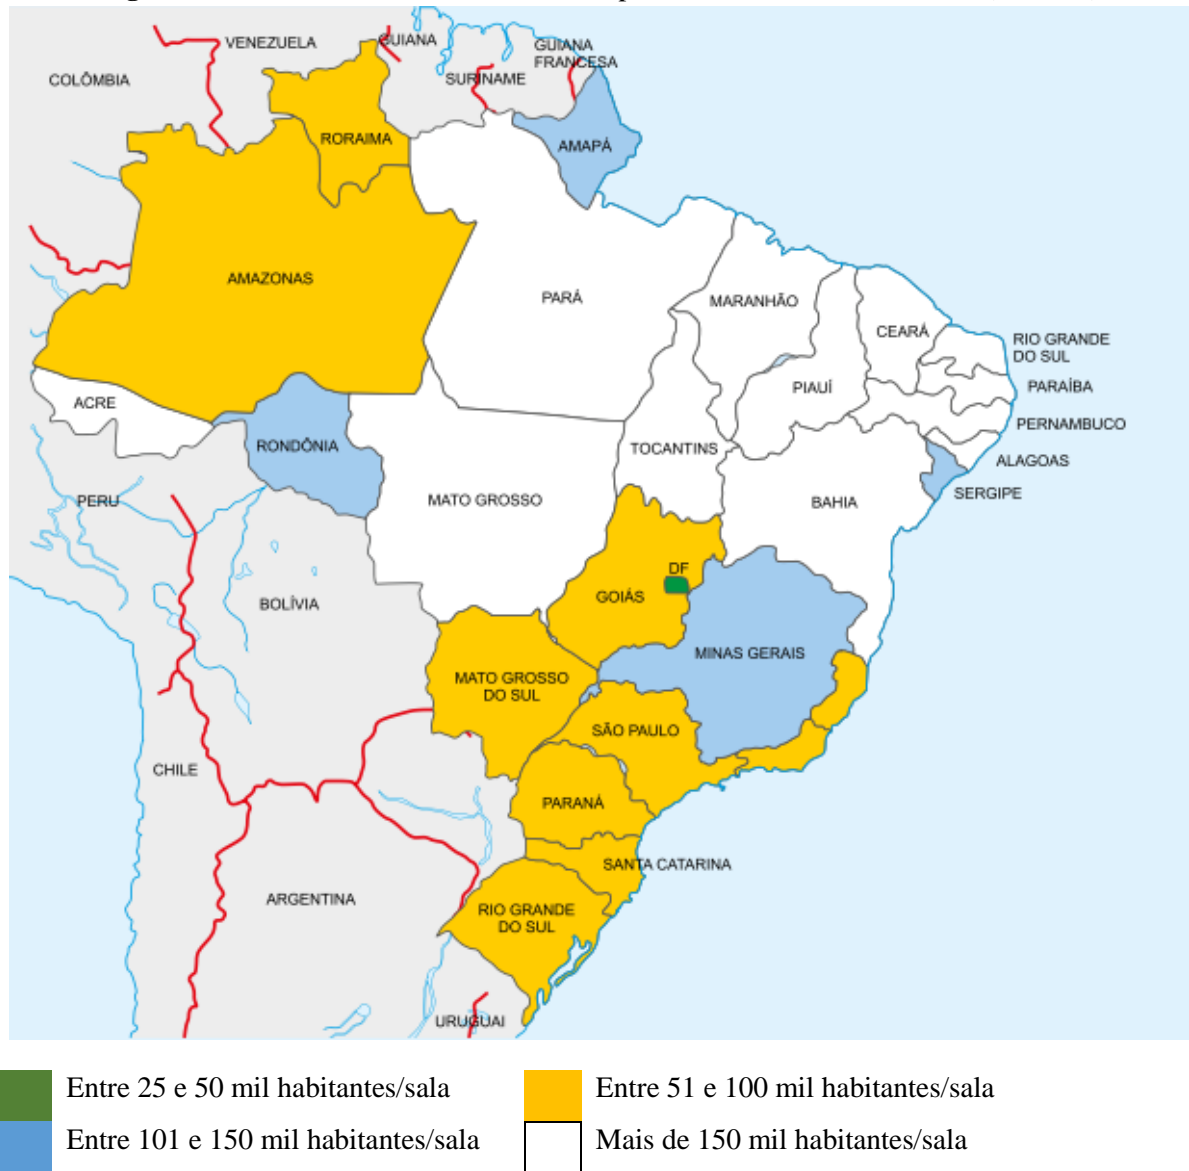 VENEZUELA
GUIANA
GUIANA
FRANCESA
COLÔMBIA
SURINAME
RORAIMA
AMAPÁ
AMAZONAS
PARÁ
MARANHÃO
CEARÁ
RIO GRANDE
DO SUL
PIAUÍ
PARAÍBA
ACRE
PERNAMBUCO
RONDÔNIA
TOCANTINS
ALAGOAS
PERU
MATO GROSSO
BAHIA
SERGIPE
DF
BOLÍVIA
GOIÁS
MINAS GERAIS
MATO GROSSO
DO SUL
SÃO PAULO
CHILE
PARANÁ
SANTA CATARINA
ARGENTINA
RIO GRANDE
DO SUL
URUGUAI
Entre 25 e 50 mil habitantes/sala
Entre 51 e 100 mil habitantes/sala
Entre 101 e 150 mil habitantes/sala
Mais de 150 mil habitantes/sala